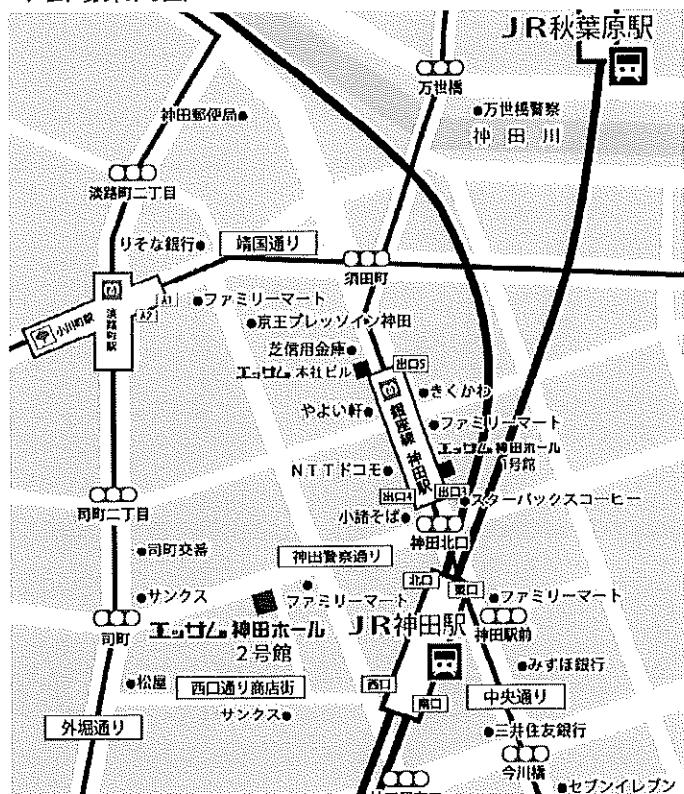 JR秋葉原駅
万世橋
万世橋警察
神田川
神田郵便局
淡路町二丁目
りそな銀行
靖国通り
須田町
淡路町駅
小川町駅
A1
A2
ファミリーマート
京王プレッソイン神田
芝信用金庫
エッサム 本社ビル
出口5
きくかわ
やよい軒
銀座線 神田駅
ファミリーマート
エッサム 神田ホール
1号館
NTTドコモ
出口4
出口3
スターバックスコーヒー
司町二丁目
小諸そば
神田北口
司町交番
神田警察通り
北口
東口
サンクス
ファミリーマート
ファミリーマート
司町
エッサム 神田ホール
2号館
JR神田駅
神田駅前
みずほ銀行
松屋
西口通り商店街
西口
南口
中央通り
サンクス
外堀通り
三井住友銀行
今川橋
セブンイレブン